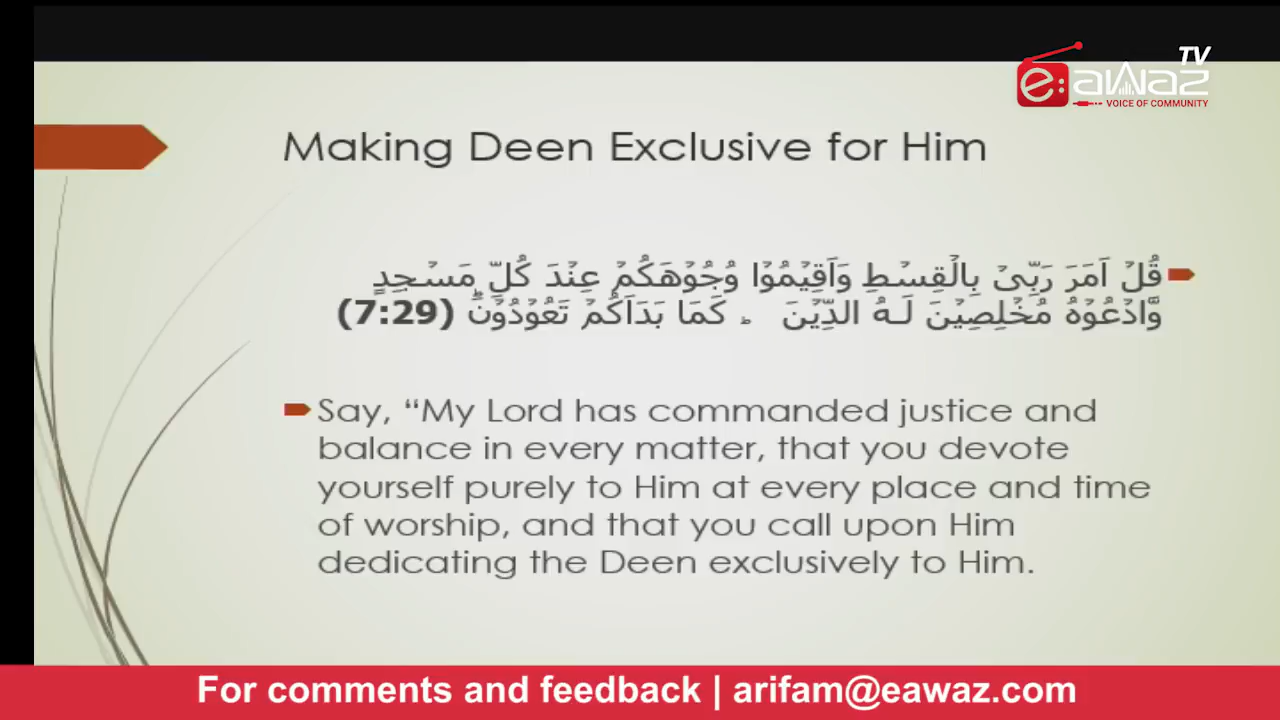 TV
e:awaz
VOICE OF COMMUNITY
Making Deen Exclusive for Him
قُلْ اَمَرَ رَبِّىْ بِالْقِسْطِ وَاَقِيْمُوْا وُجُوْهَكُمْ عِنْدَ كُلِّ مَسْجِدٍ
وَّادْعُوْهُ مُخْلِصِيْنَ لَـهُ الدِّيْنَ ؕ كَمَا بَدَاَكُمْ تَعُوْدُوْنَؕ (7:29)
Say, “My Lord has commanded justice and
balance in every matter, that you devote
yourself purely to Him at every place and time
of worship, and that you call upon Him
dedicating the Deen exclusively to Him.
For comments and feedback | arifam@eawaz.com